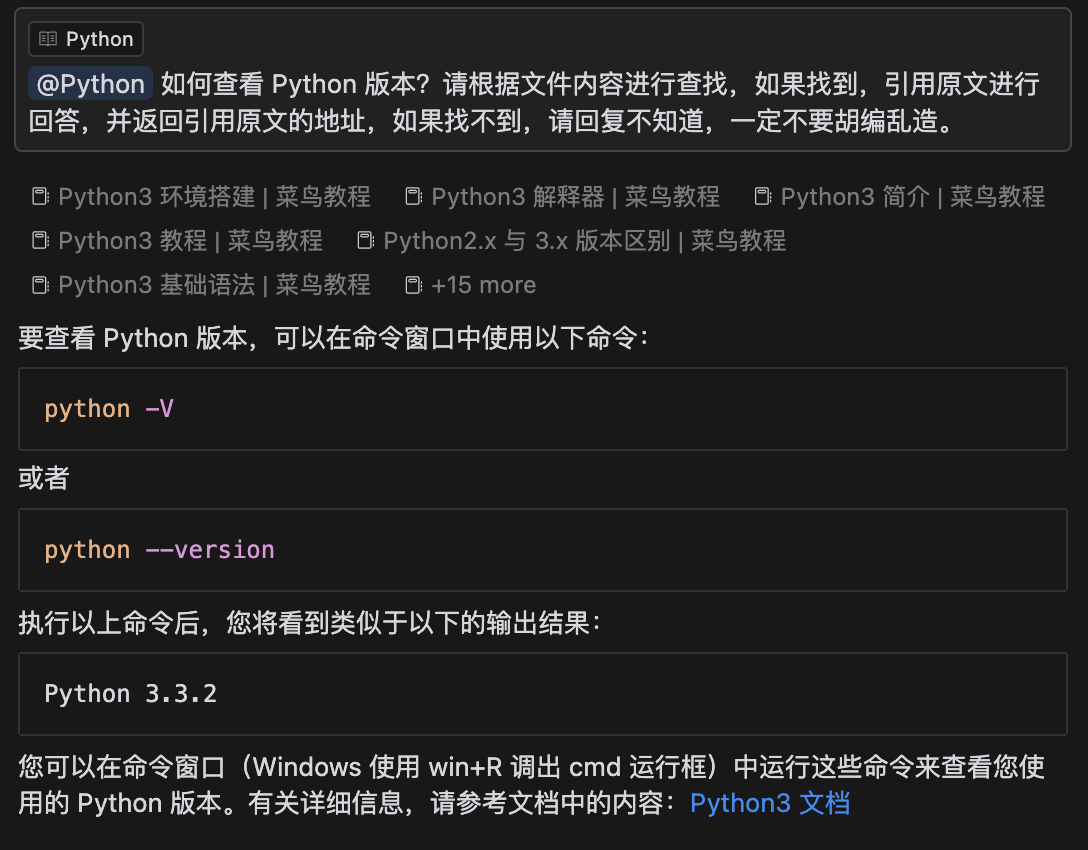 Python
@Python 如何查看 Python 版本？请根据文件内容进行查找，如果找到，引用原文进行
回答，并返回引用原文的地址，如果找不到，请回复不知道，一定不要胡编乱造。
Python3 环境搭建 | 菜鸟教程 Python3 解释器 | 菜鸟教程 Python3 简介 | 菜鸟教程
Python3 教程 | 菜鸟教程 Python2.x 与 3.x 版本区别 | 菜鸟教程
Python3 基础语法 | 菜鸟教程 +15 more
要查看 Python 版本，可以在命令窗口中使用以下命令：
python -V
或者
python --version
执行以上命令后，您将看到类似于以下的输出结果：
Python 3.3.2
您可以在命令窗口（Windows 使用 win+R 调出 cmd 运行框）中运行这些命令来查看您使
用的 Python 版本。有关详细信息，请参考文档中的内容：Python3 文档